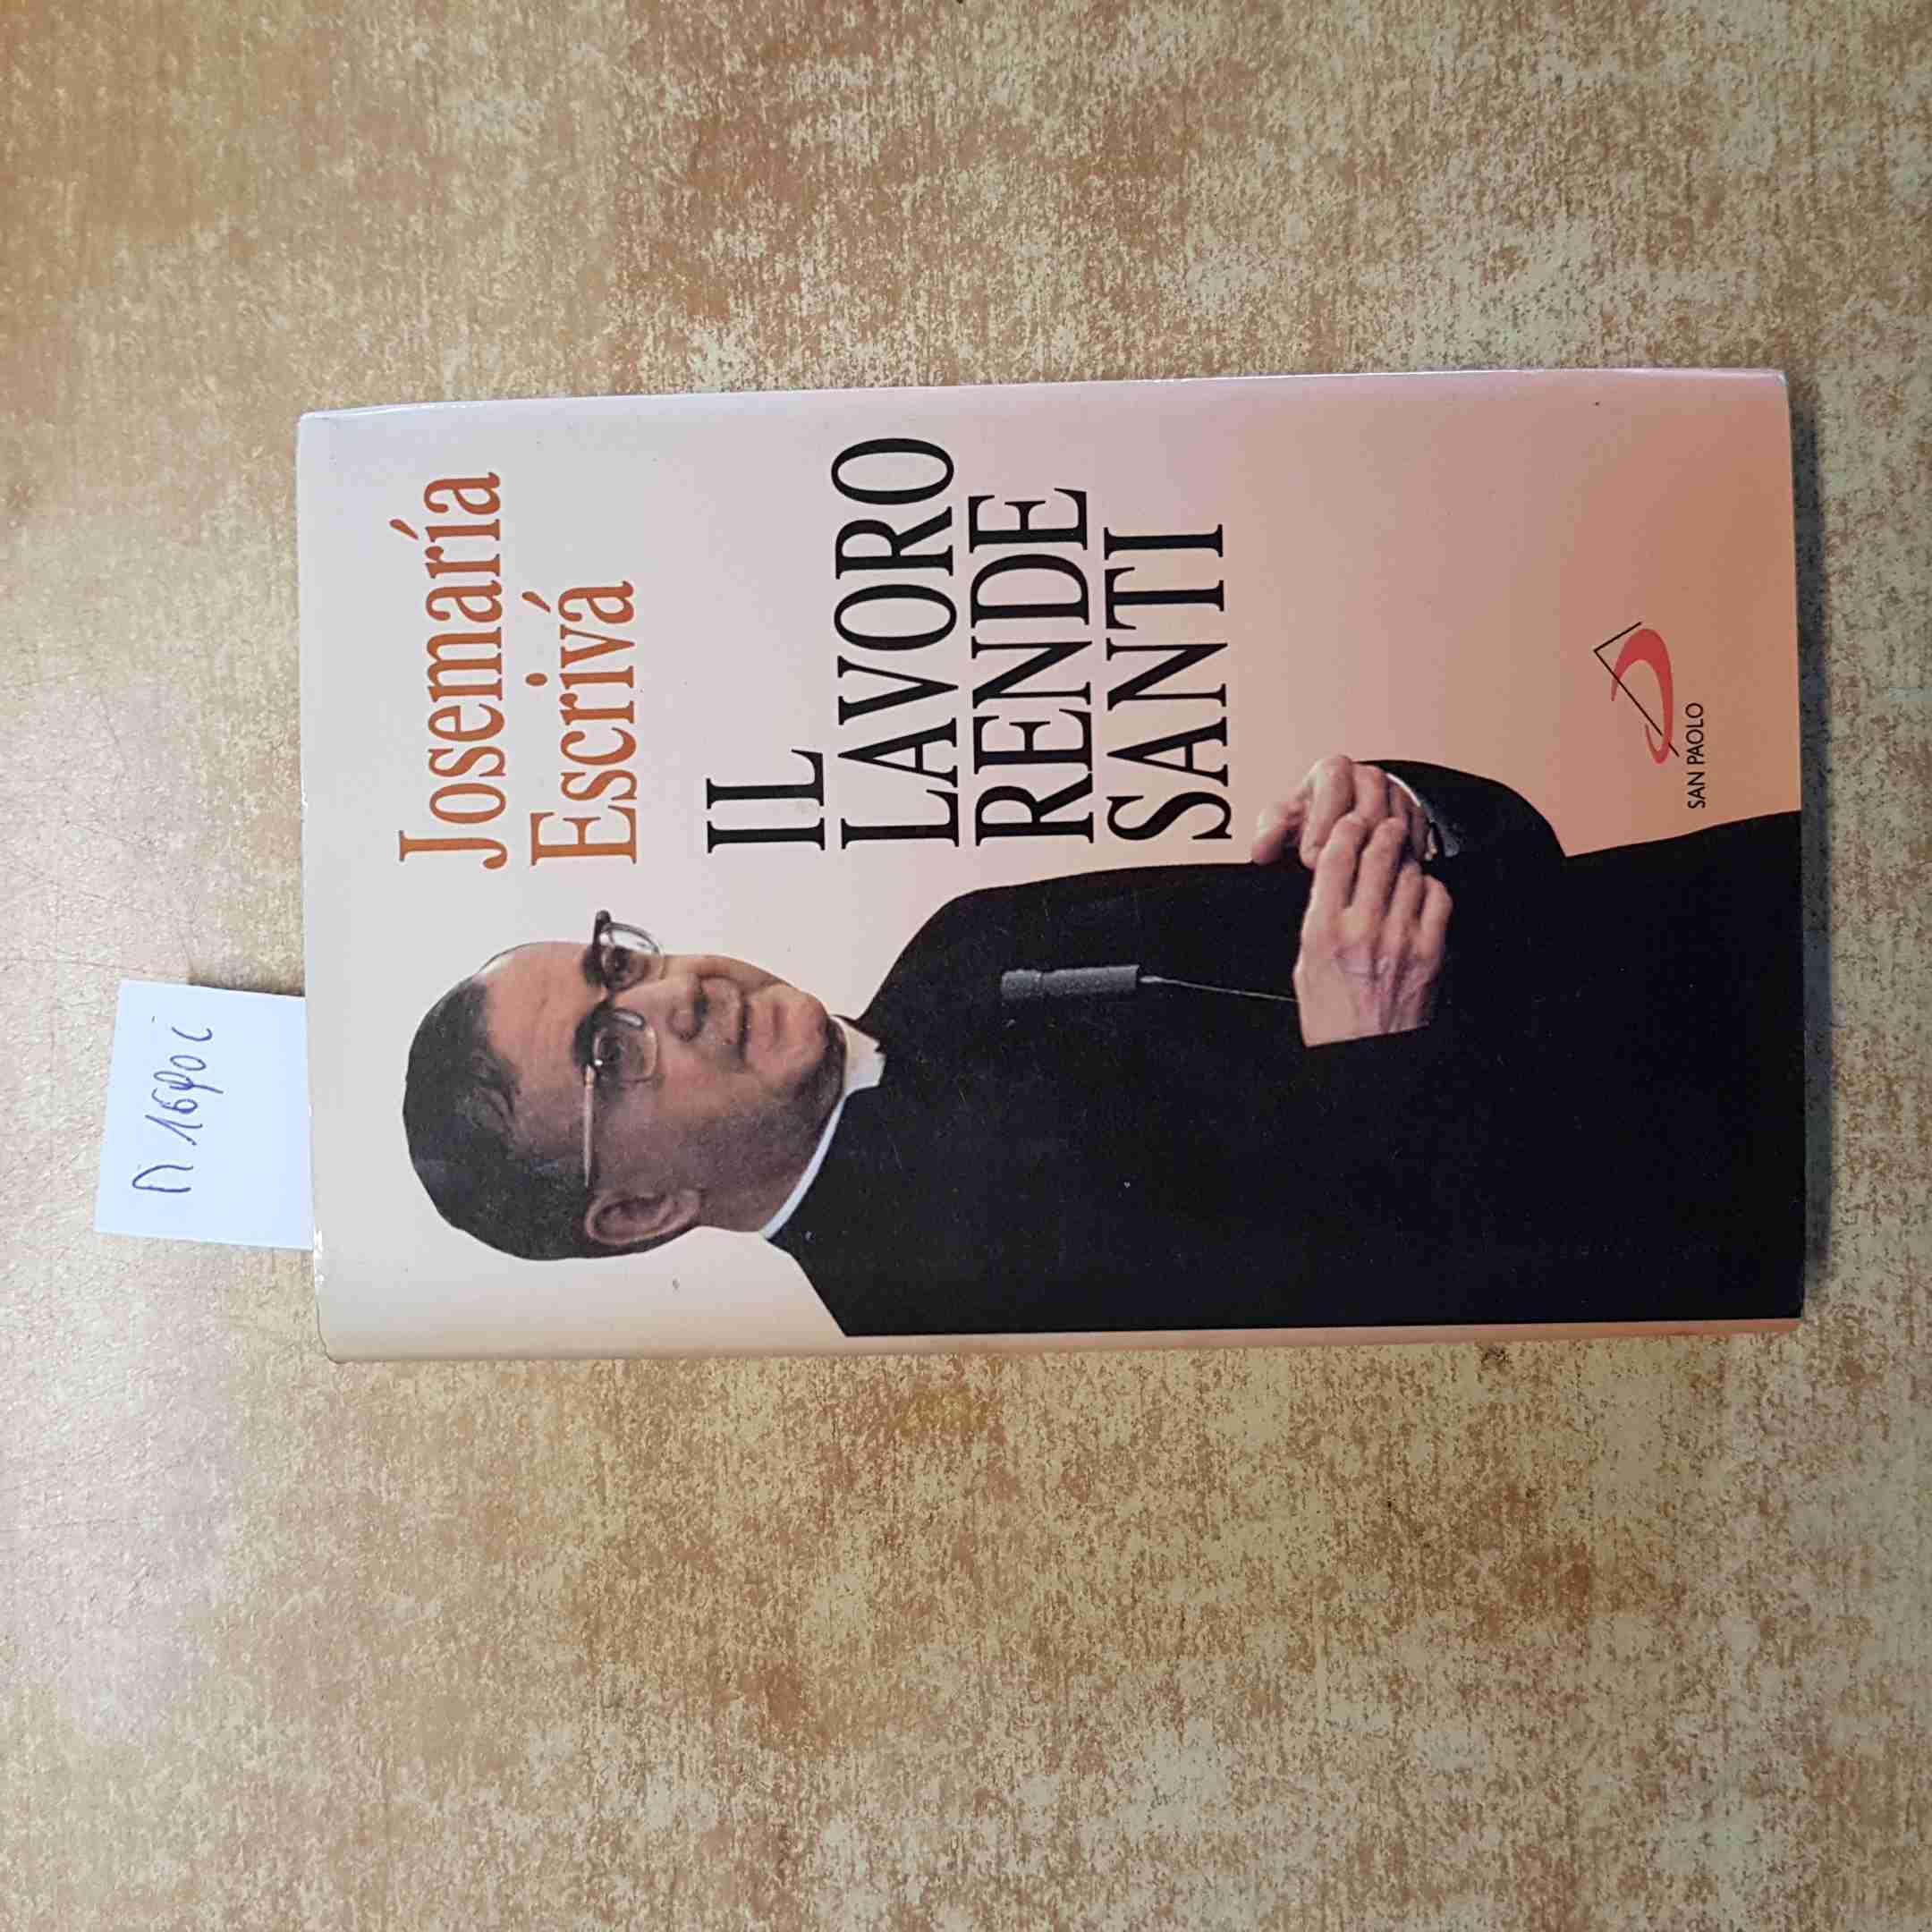 Josemaría
Escrivá
IL
LAVORO
RENDE
SANTI
SAN PAOLO